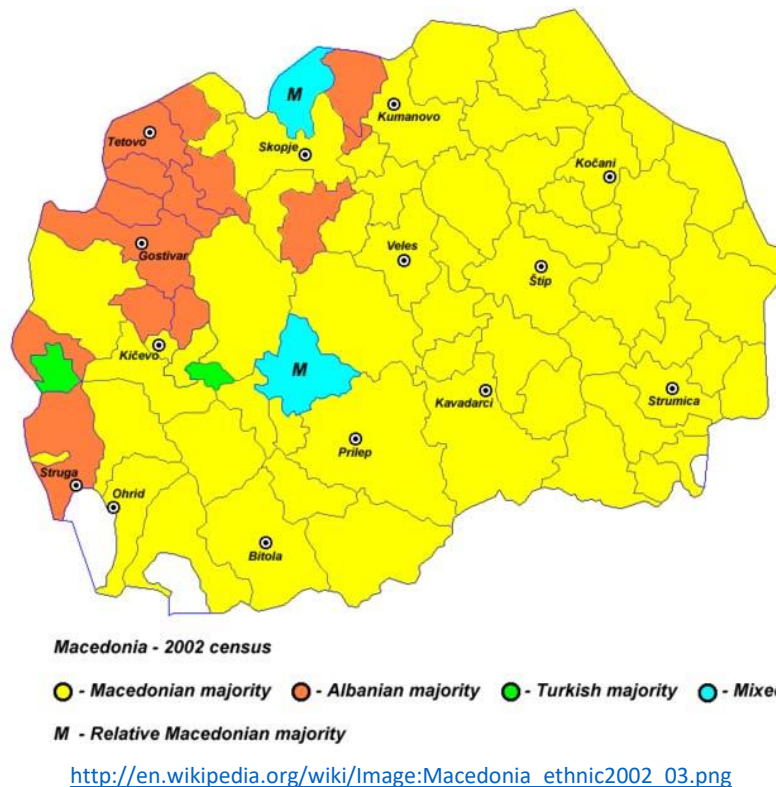 M
Kumanovo
Tetovo
Skopje
Kočani
Gostivar
Veles
Štip
Kičevo
M
Kavadarci
Strumica
Prilep
Struga
Ohrid
Bitola
Macedonia - 2002 census
- Macedonian majority - Albanian majority - Turkish majority - Mixe
M - Relative Macedonian majority
http://en.wikipedia.org/wiki/Image:Macedonia_ethnic2002_03.png